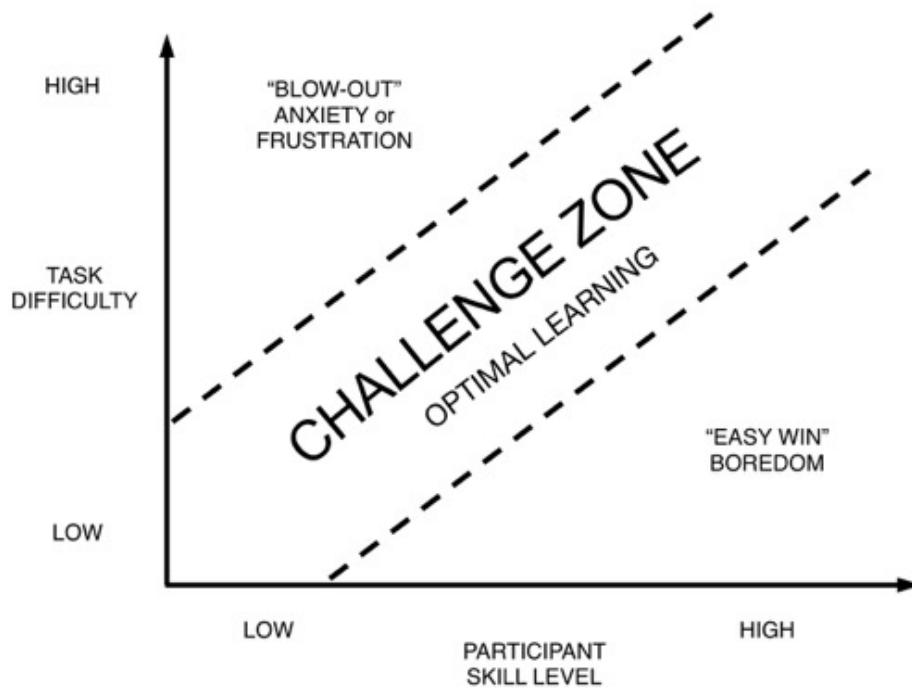 HIGH
“BLOW-OUT”
ANXIETY or
FRUSTRATION
TASK
DIFFICULTY
CHALLENGE ZONE
OPTIMAL LEARNING
“EASY WIN”
BOREDOM
LOW
LOW
HIGH
PARTICIPANT
SKILL LEVEL